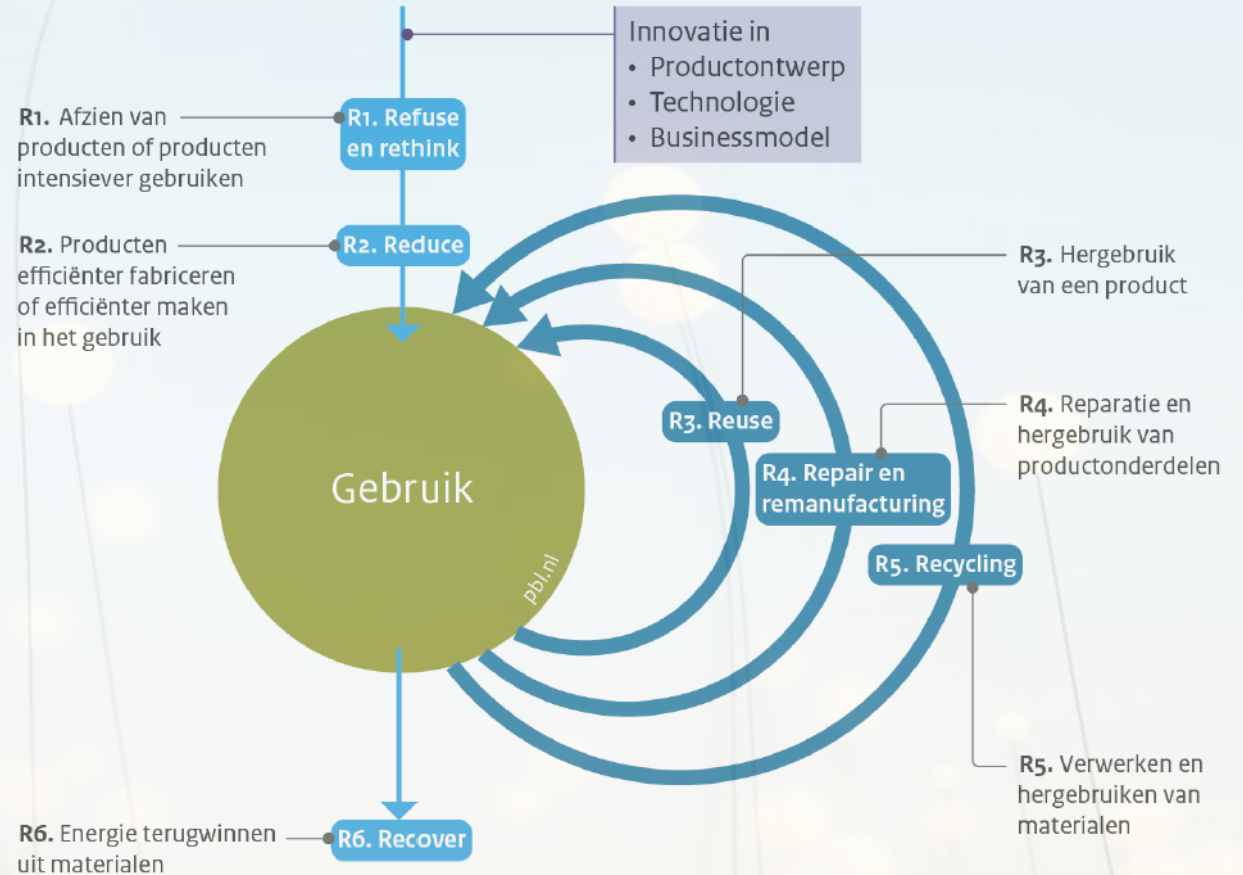 Innovatie in
• Productontwerp
• Technologie
• Businessmodel
R1. Afzien van
producten of producten
intensiever gebruiken
R1. Refuse
en rethink
R2. Producten
efficiënter fabriceren
of efficiënter maken
in het gebruik
R2. Reduce
R3. Hergebruik
van een product
R3. Reuse
R4. Reparatie en
hergebruik van
productonderdelen
R4. Repair en
remanufacturing
Gebruik
pbl.nl
R5. Recycling
R5. Verwerken en
hergebruiken van
materialen
R6. Energie terugwinnen
uit materialen
R6. Recover